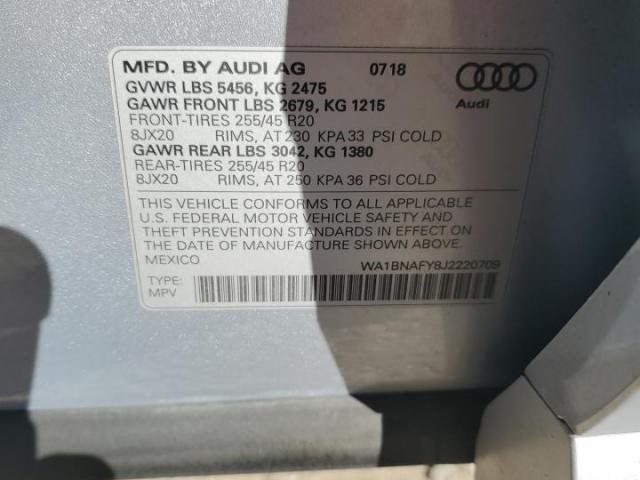 MFD. BY AUDI AG 0718
GVWR LBS 5456, KG 2475
GAWR FRONT LBS 2679, KG 1215
Audi
FRONT-TIRES 255/45 R20
8JX20 RIMS, AT 230 KPA 33 PSI COLD
GAWR REAR LBS 3042, KG 1380
REAR-TIRES 255/45 R20
8JX20 RIMS, AT 250 KPA 36 PSI COLD
THIS VEHICLE CONFORMS TO ALL APPLICABLE
U.S. FEDERAL MOTOR VEHICLE SAFETY AND
THEFT PREVENTION STANDARDS IN EFFECT ON
THE DATE OF MANUFACTURE SHOWN ABOVE.
MEXICO WA1BNAFY8J2220709
TYPE:
MPV